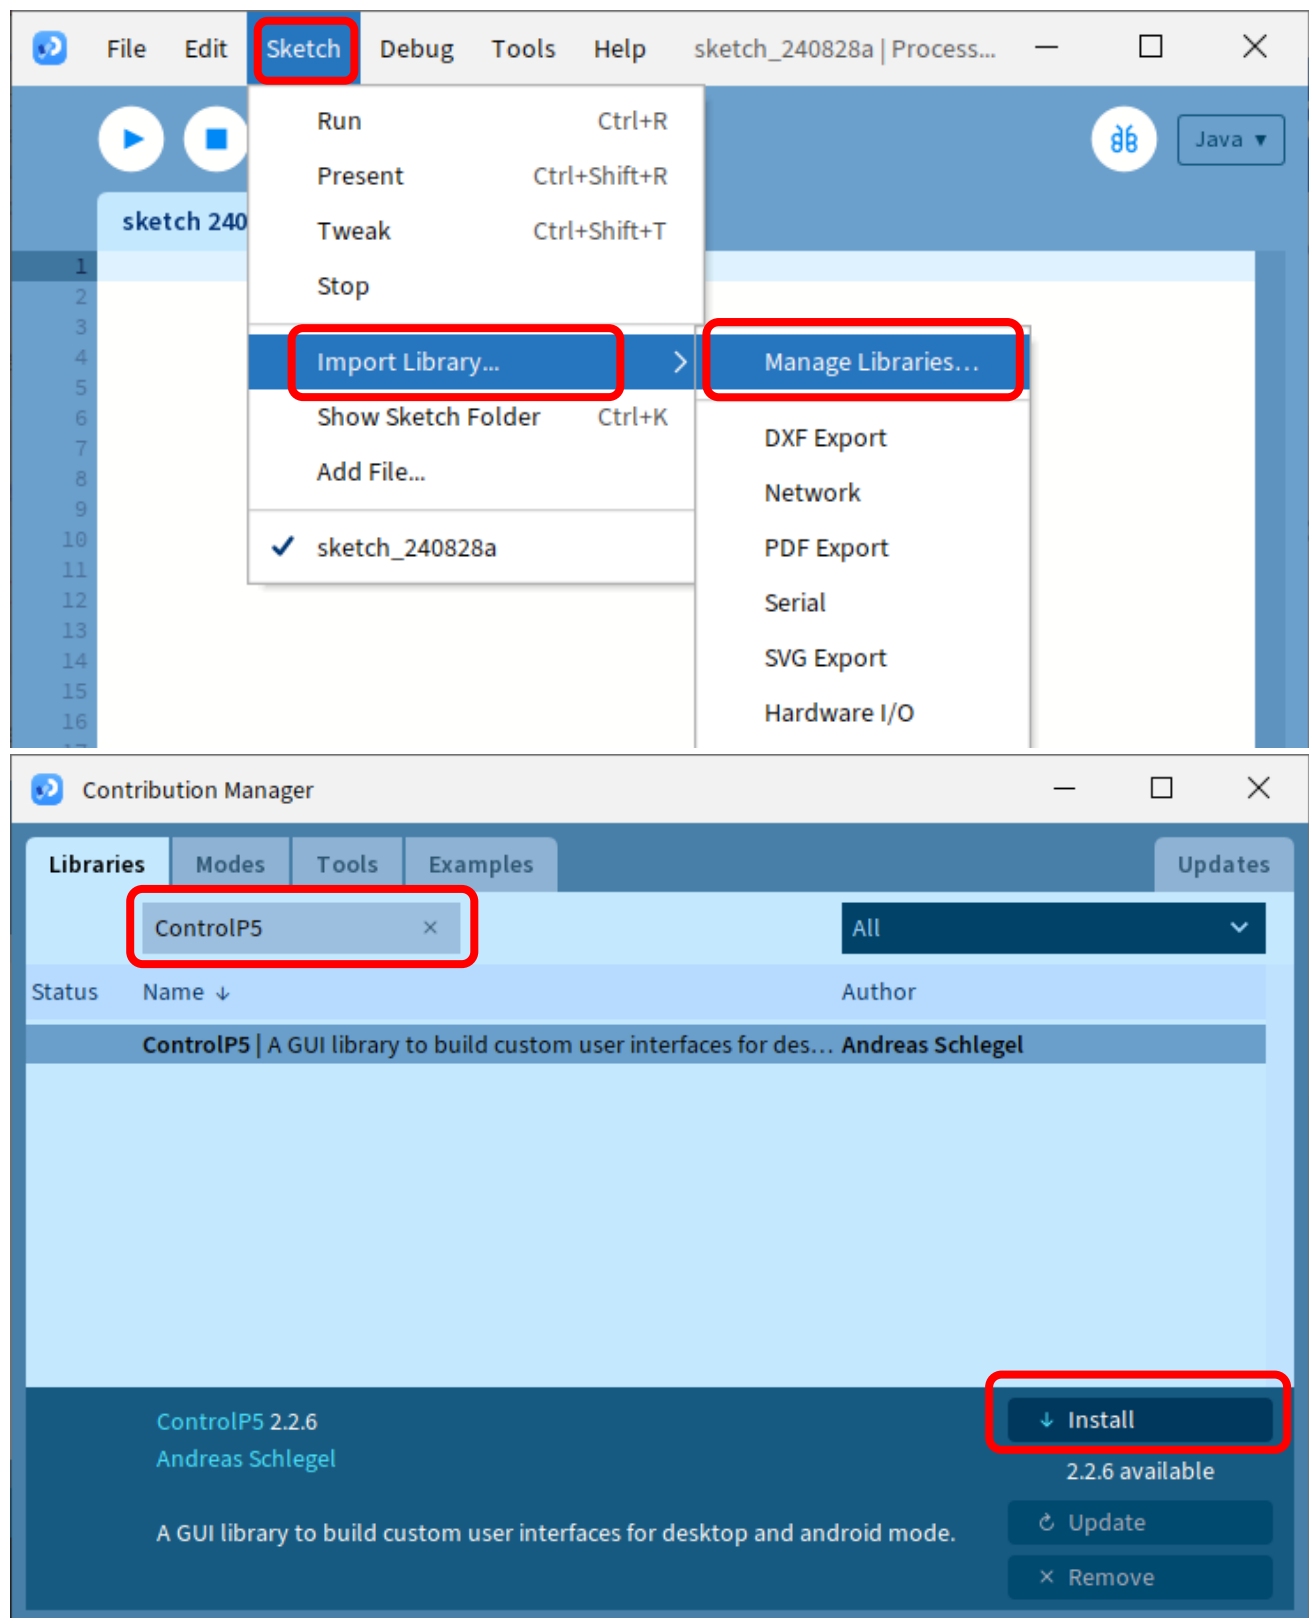 File Edit Sketch Debug Tools Help sketch_240828a | Process...
Java
Run Ctrl+R
Present Ctrl+Shift+R
sketch 240
Tweak Ctrl+Shift+T
1
Stop
2
3
4
Import Library... Manage Libraries...
5
6
Show Sketch Folder Ctrl+K
DXF Export
7
8
Add File...
Network
9
10
sketch_240828a
PDF Export
11
12
Serial
13
14
SVG Export
15
16
Hardware I/O
Contribution Manager
Libraries Modes Tools Examples Updates
ControlP5 × All
Status Name ↓ Author
ControlP5 | A GUI library to build custom user interfaces for des... Andreas Schlegel
ControlP5 2.2.6
↓ Install
Andreas Schlegel
2.2.6 available
A GUI library to build custom user interfaces for desktop and android mode.
Update
× Remove